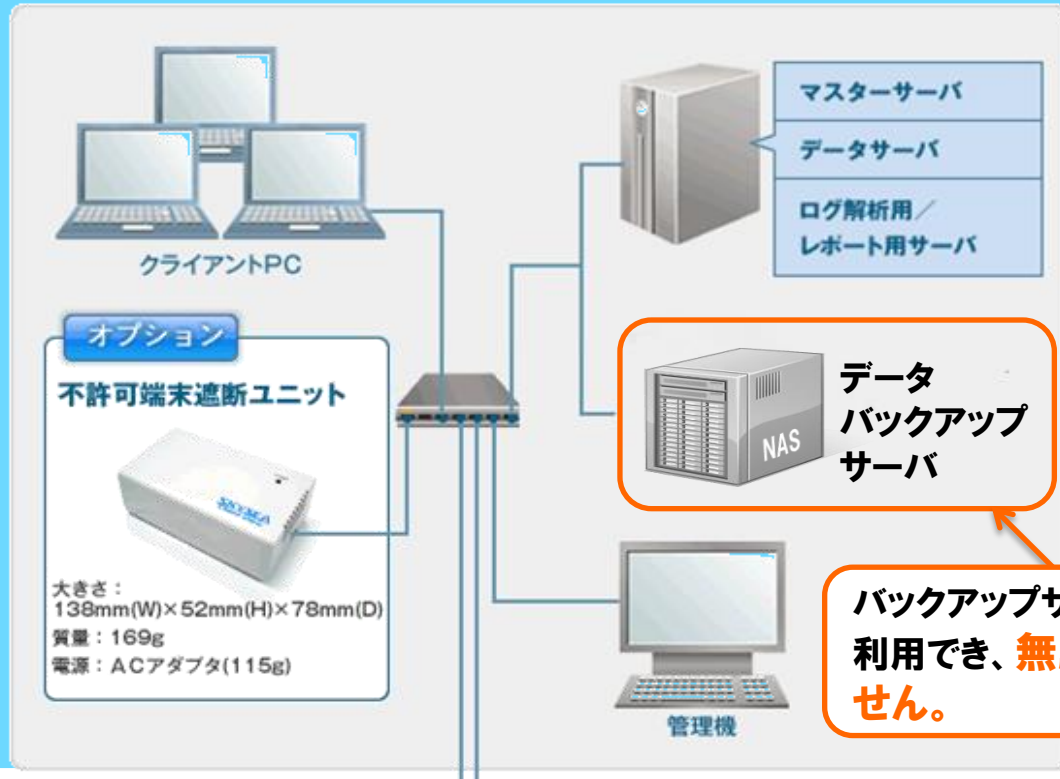 マスターサーバ
データサーバ
ログ解析用／
レポート用サーバ
クライアントPC
オプション
不許可端末遮断ユニット
SKYSEA
大きさ：
138mm(W)×52mm(H)×78mm(D)
質量：169g
電源：ACアダプタ(115g)
NAS
データ
バックアップ
サーバ
管理機
バックアップサ
利用でき、無
せん。